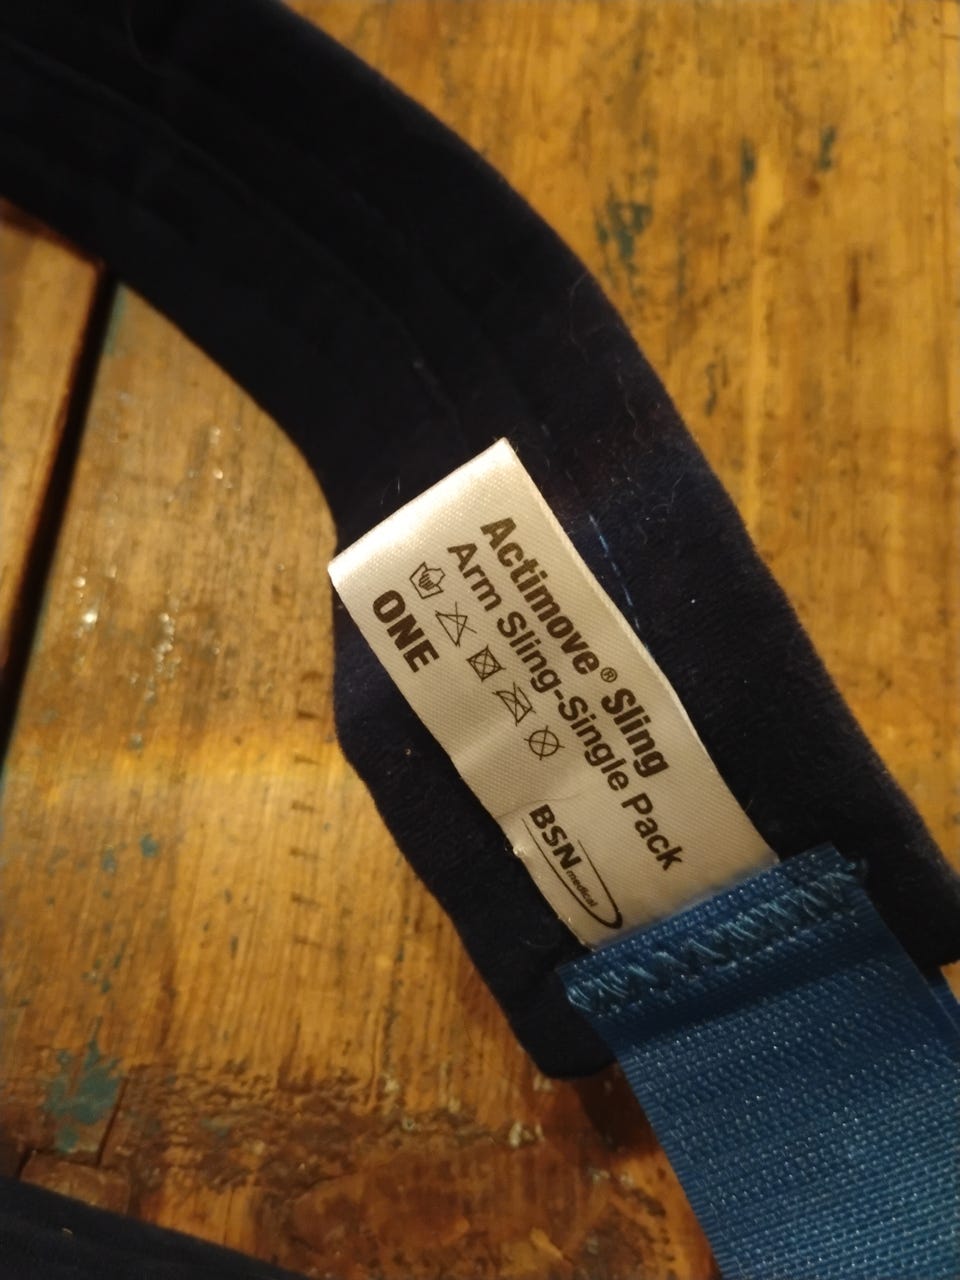 Actimove® Sling
Arm Sling-Single Pack
ONE
BSN medical